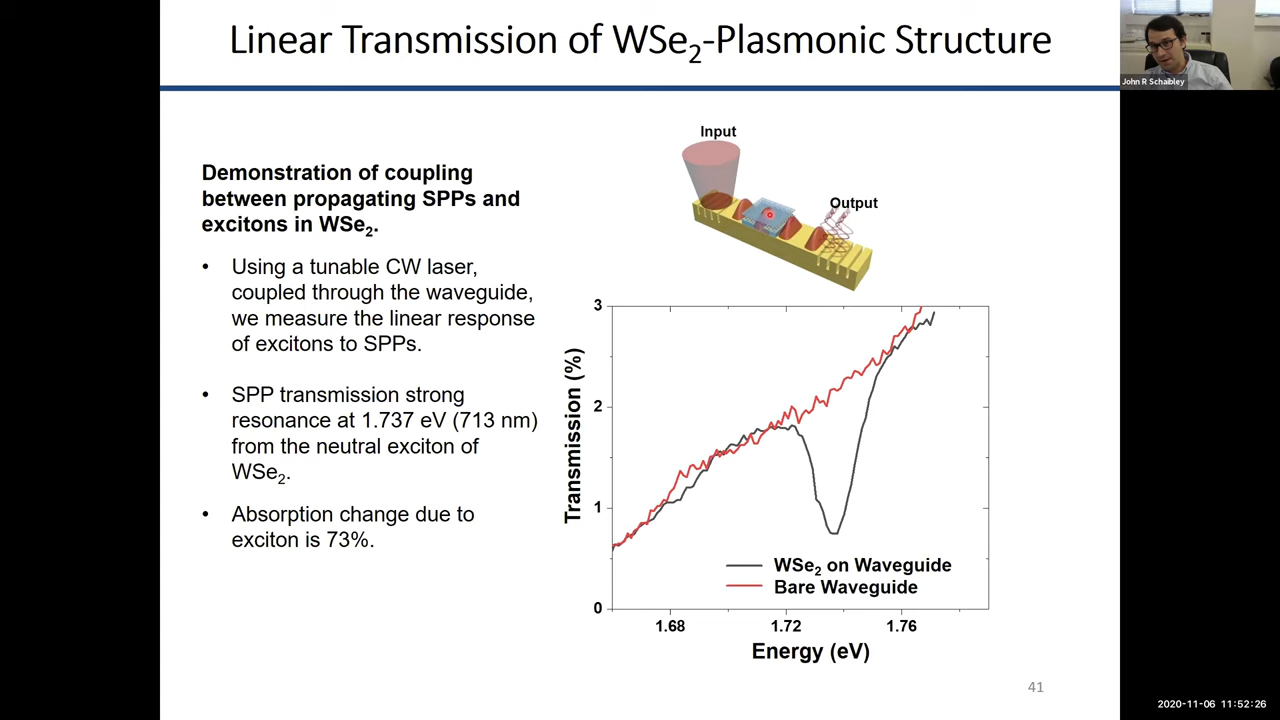 Linear Transmission of WSe₂-Plasmonic Structure
John R Schaibley
Demonstration of coupling
between propagating SPPs and
excitons in WSe₂.
• Using a tunable CW laser,
coupled through the waveguide,
we measure the linear response
of excitons to SPPs.
• SPP transmission strong
resonance at 1.737 eV (713 nm)
from the neutral exciton of
WSe₂.
• Absorption change due to
exciton is 73%.
Input
Output
Transmission (%)
3
2
1
0
WSe₂ on Waveguide
Bare Waveguide
1.68
1.72
1.76
Energy (eV)
41
2020-11-06 11:52:26